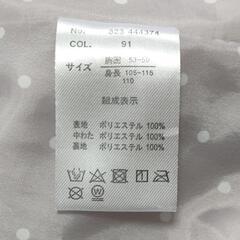 No. 323 444374
COL. 91
サイズ 胸囲 53-59
身長 105-115
110
組成表示
表地 ポリエステル 100%
中わた ポリエステル 100%
裏地 ポリエステル 100%